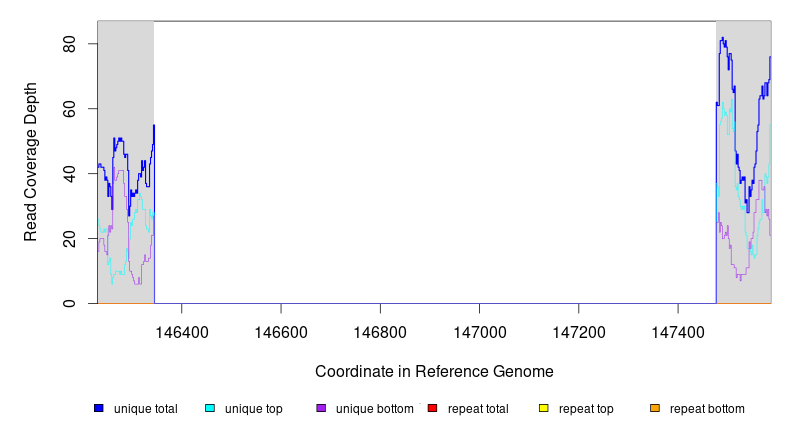 Read Coverage Depth
80
60
40
20
0
146400 146600 146800 147000 147200 147400
Coordinate in Reference Genome
unique total unique top unique bottom repeat total repeat top repeat bottom